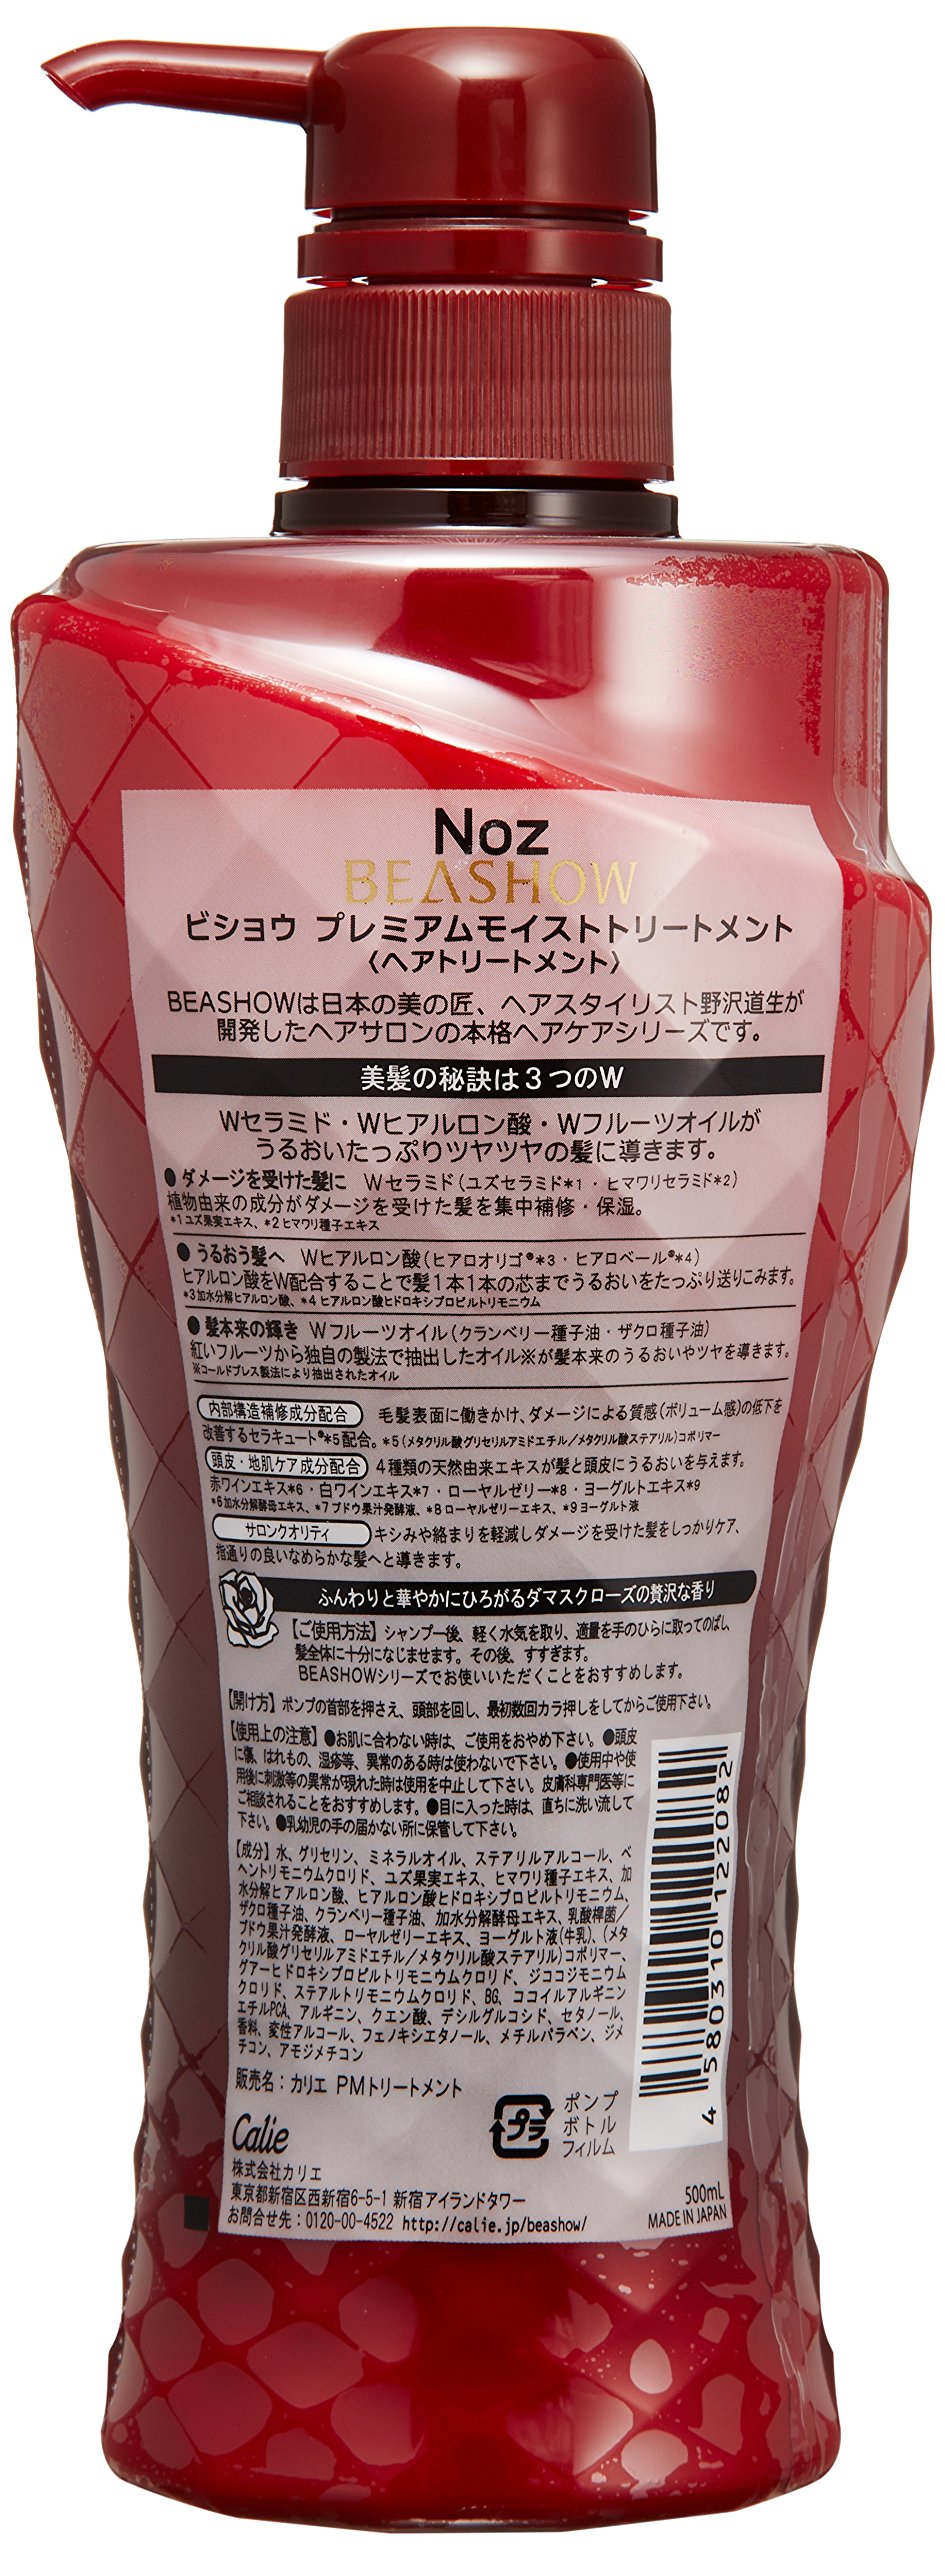 Noz
BEASHOW
ビショウ プレミアムモイストトリートメント
〈ヘアトリートメント〉
BEASHOWは日本の美の匠、ヘアスタイリスト野沢道生が
開発したヘアサロンの本格ヘアケアシリーズです。
美髪の秘訣は3つのW
Wセラミド・Wヒアルロン酸・Wフルーツオイルが
うるおいたっぷりツヤツヤの髪に導きます。
●ダメージを受けた髪に Wセラミド(ユズセラミド*1・ヒマワリセラミド*2)
植物由来の成分がダメージを受けた髪を集中補修・保湿。
*1ユズ果実エキス、*2ヒマワリ種子エキス
●うるおう髪へ Wヒアルロン酸(ヒアロオリゴ®*3・ヒアロベール®*4)
ヒアルロン酸をW配合することで髪1本1本の芯までうるおいをたっぷり送りこみます。
*3加水分解ヒアルロン酸、*4ヒアルロン酸ヒドロキシプロピルトリモニウム
●髪本来の輝き Wフルーツオイル(クランベリー種子油・ザクロ種子油)
紅いフルーツから独自の製法で抽出したオイル※が髪本来のうるおいやツヤを導きます。
※コールドプレス製法により抽出されたオイル
内部構造補修成分配合 毛髪表面に働きかけ、ダメージによる質感(ボリューム感)の低下を
改善するセラキュート®*5配合。*5(メタクリル酸グリセリルアミドエチル/メタクリル酸ステアリル)コポリマー
頭皮・地肌ケア成分配合 4種類の天然由来エキスが髪と頭皮にうるおいを与えます。
赤ワインエキス*6・白ワインエキス*7・ローヤルゼリー*8・ヨーグルトエキス*9
*6加水分解酵母エキス、*7ブドウ果汁発酵液、*8ローヤルゼリーエキス、*9ヨーグルト液
サロンクオリティ キシみや絡まりを軽減しダメージを受けた髪をしっかりケア、
指通りの良いなめらかな髪へと導きます。
ふんわりと華やかにひろがるダマスクローズの贅沢な香り
【ご使用方法】シャンプー後、軽く水気を取り、適量を手のひらに取ってのばし、
髪全体に十分になじませます。その後、すすぎます。
BEASHOWシリーズでお使いいただくことをおすすめします。
【開け方】ポンプの首部を押さえ、頭部を回し、最初数回カラ押しをしてからご使用下さい。
【使用上の注意】●お肌に合わない時は、ご使用をおやめ下さい。●頭皮
に傷、はれもの、湿疹等、異常のある時は使わないで下さい。●使用中や使
用後に刺激等の異常が現れた時は使用を中止して下さい。皮膚科専門医等に
ご相談されることをおすすめします。●目に入った時は、直ちに洗い流して
下さい。●乳幼児の手の届かない所に保管して下さい。
【成分】水、グリセリン、ミネラルオイル、ステアリルアルコール、ベ
ヘントリモニウムクロリド、ユズ果実エキス、ヒマワリ種子エキス、加
水分解ヒアルロン酸、ヒアルロン酸ヒドロキシプロピルトリモニウム、
ザクロ種子油、クランベリー種子油、加水分解酵母エキス、乳酸桿菌/
ブドウ果汁発酵液、ローヤルゼリーエキス、ヨーグルト液(牛乳)、(メタ
クリル酸グリセリルアミドエチル/メタクリル酸ステアリル)コポリマー、
グアーヒドロキシプロピルトリモニウムクロリド、ジココジモニウム
クロリド、ステアルトリモニウムクロリド、BG、ココイルアルギニン
エチルPCA、アルギニン、クエン酸、デシルグルコシド、セタノール、
香料、変性アルコール、フェノキシエタノール、メチルパラベン、ジメ
チコン、アモジメチコン
販売名:カリエ PMトリートメント
4 580310 122082
プラ
ポンプ
ボトル
フィルム
Calie
株式会社カリエ
東京都新宿区西新宿6-5-1 新宿アイランドタワー
お問合せ先:0120-00-4522 http://calie.jp/beashow/
500mL
MADE IN JAPAN